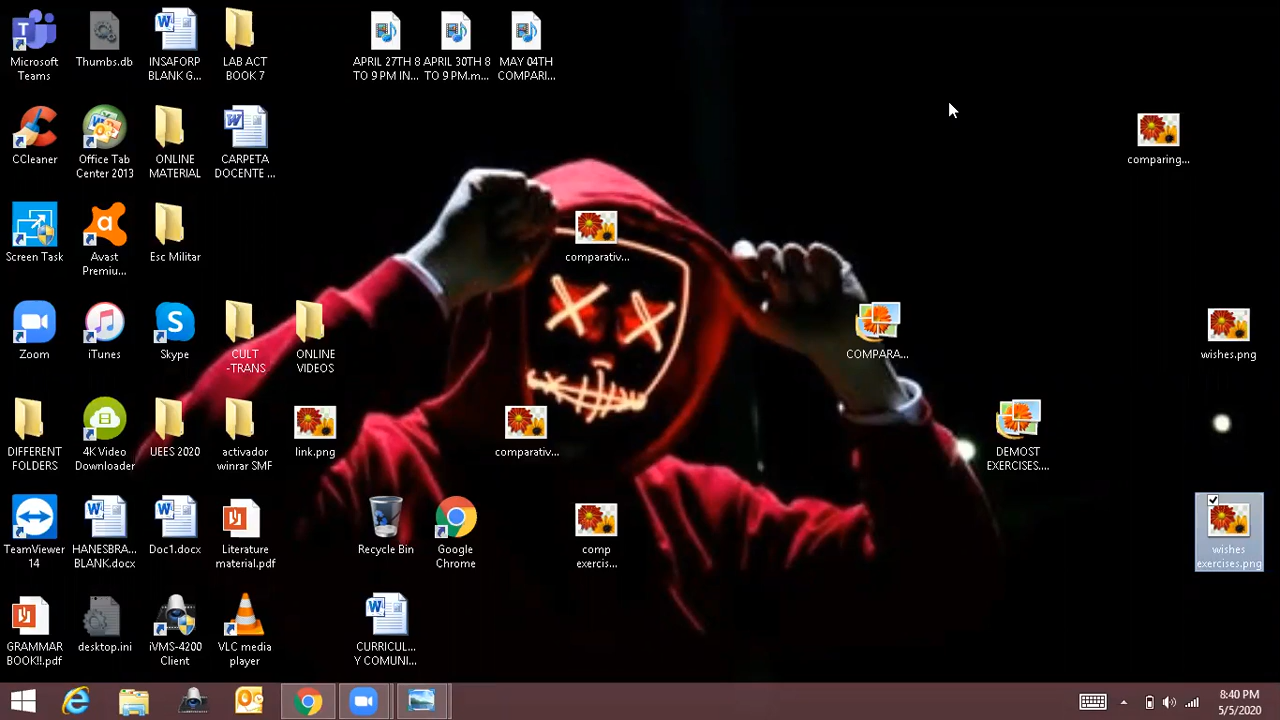 Microsoft
Teams
Thumbs.db
INSAFORP
BLANK G...
LAB ACT
BOOK 7
APRIL 27TH 8
TO 9 PM IN...
APRIL 30TH 8
TO 9 PM.m...
MAY 04TH
COMPARI...
CCleaner
Office Tab
Center 2013
ONLINE
MATERIAL
CARPETA
DOCENTE ...
comparing...
Screen Task
Avast
Premiu...
Esc Militar
comparativ...
Zoom
iTunes
Skype
CULT
-TRANS
ONLINE
VIDEOS
COMPARA...
wishes.png
DIFFERENT
FOLDERS
4K Video
Downloader
UEES 2020
activador
winrar SMF
link.png
comparativ...
DEMOST
EXERCISES....
TeamViewer
14
HANESBRA...
BLANK.docx
Doc1.docx
Literature
material.pdf
Recycle Bin
Google
Chrome
comp
exercis...
wishes
exercises.png
GRAMMAR
BOOK!!.pdf
desktop.ini
iVMS-4200
Client
VLC media
player
CURRICUL...
Y COMUNI...
8:40 PM
5/5/2020